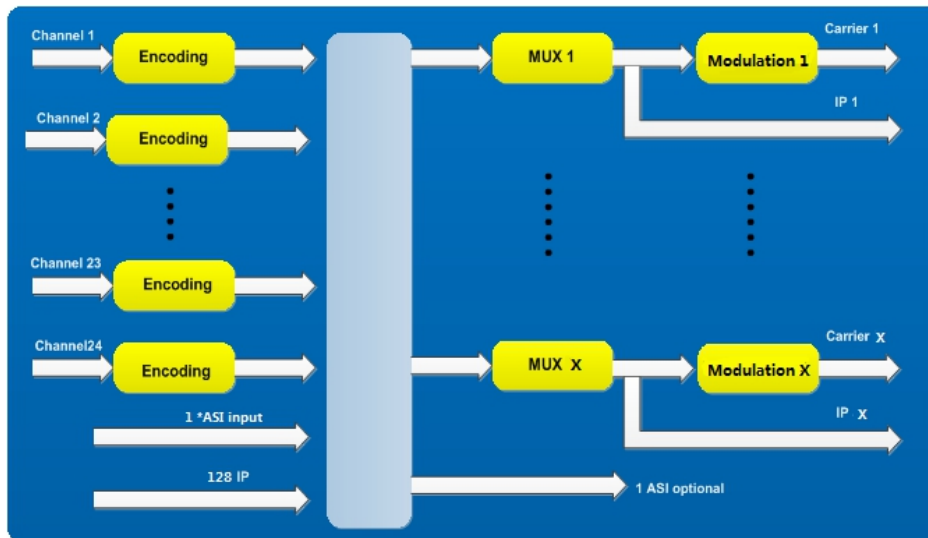 Channel 1
Encoding
MUX 1
Modulation 1
Carrier 1
IP 1
Channel 2
Encoding
Channel 23
Encoding
Channel24
Encoding
MUX X
Modulation X
Carrier X
IP X
1 *ASI input
128 IP
1 ASI optional